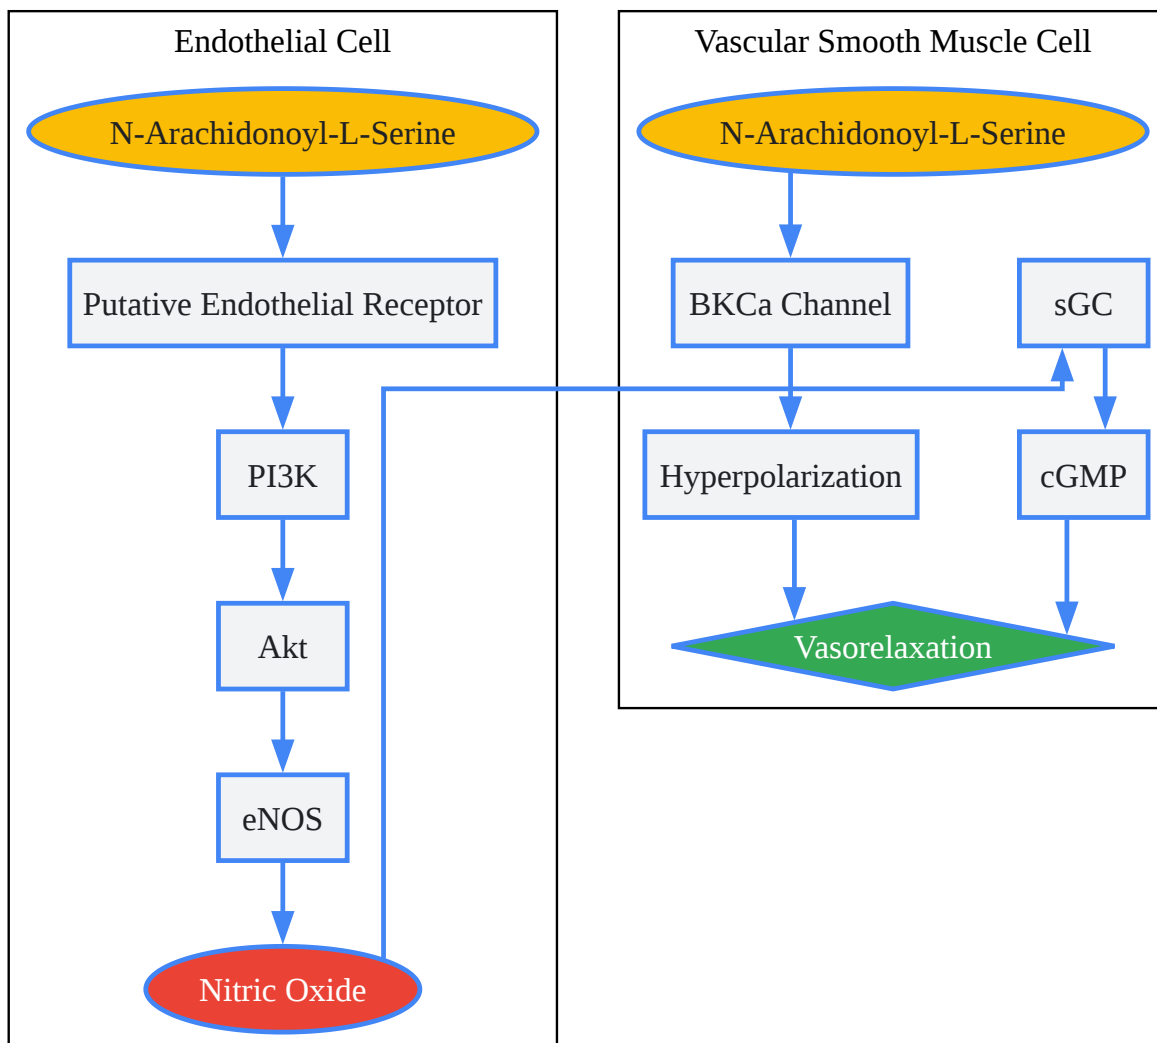 Endothelial Cell
N-Arachidonoyl-L-Serine
Putative Endothelial Receptor
PI3K
Akt
eNOS
Nitric Oxide
Vascular Smooth Muscle Cell
N-Arachidonoyl-L-Serine
BKCa Channel
sGC
Hyperpolarization
cGMP
Vasorelaxation